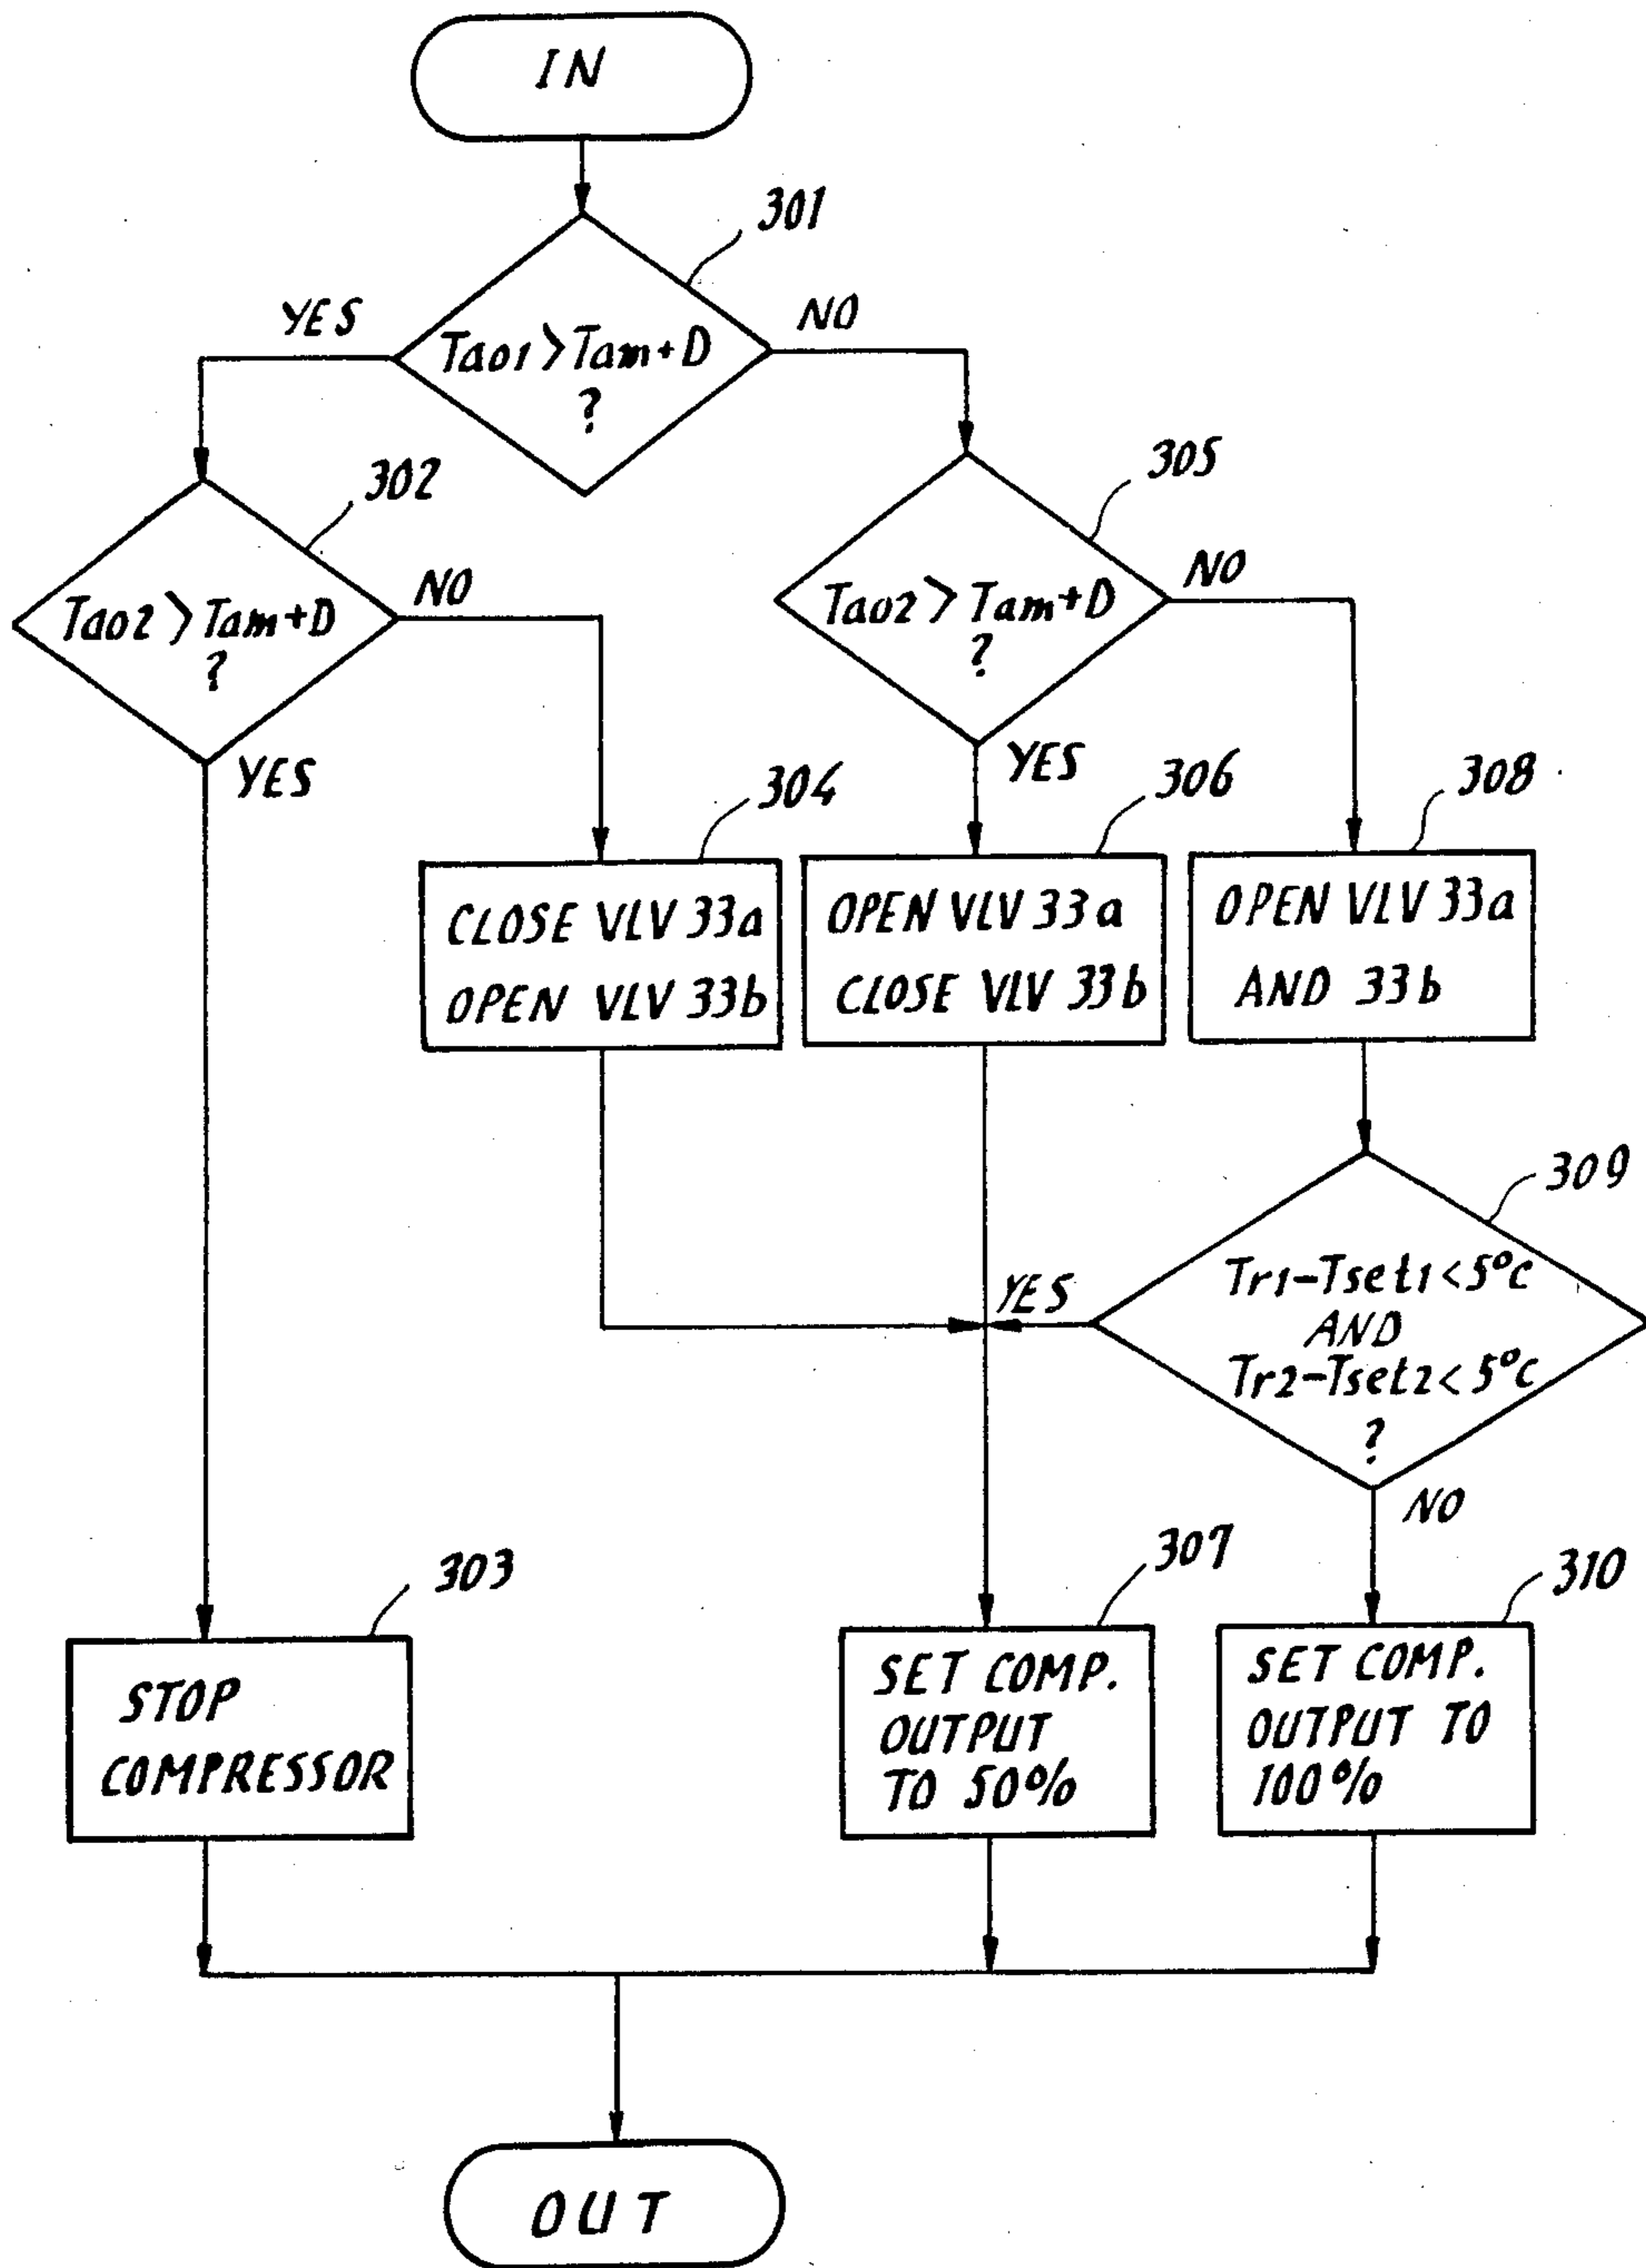 IN
301
YES
NO
Tao1 > Tam + D
?
302
305
NO
NO
Tao2 > Tam + D
?
Tao2 > Tam + D
?
YES
YES
304
306
308
CLOSE VLV 33a
OPEN VLV 33b
OPEN VLV 33a
CLOSE VLV 33b
OPEN VLV 33a
AND 33b
309
Tr1-Tset1 < 5°C
AND
Tr2-Tset2 < 5°C
?
YES
NO
303
307
310
STOP
COMPRESSOR
SET COMP.
OUTPUT
TO 50%
SET COMP.
OUTPUT TO
100%
OUT